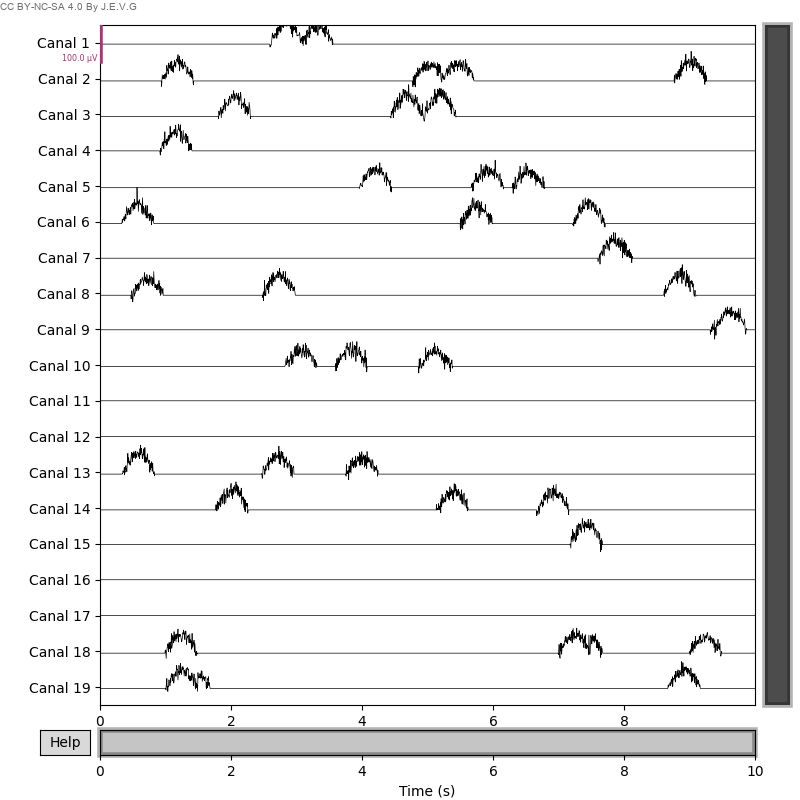 CC BY-NC-SA 4.0 By J.E.V.G
Canal 1
100.0 µV
Canal 2
Canal 3
Canal 4
Canal 5
Canal 6
Canal 7
Canal 8
Canal 9
Canal 10
Canal 11
Canal 12
Canal 13
Canal 14
Canal 15
Canal 16
Canal 17
Canal 18
Canal 19
0 2 4 6 8
Help
0 2 4 6 8 10
Time (s)